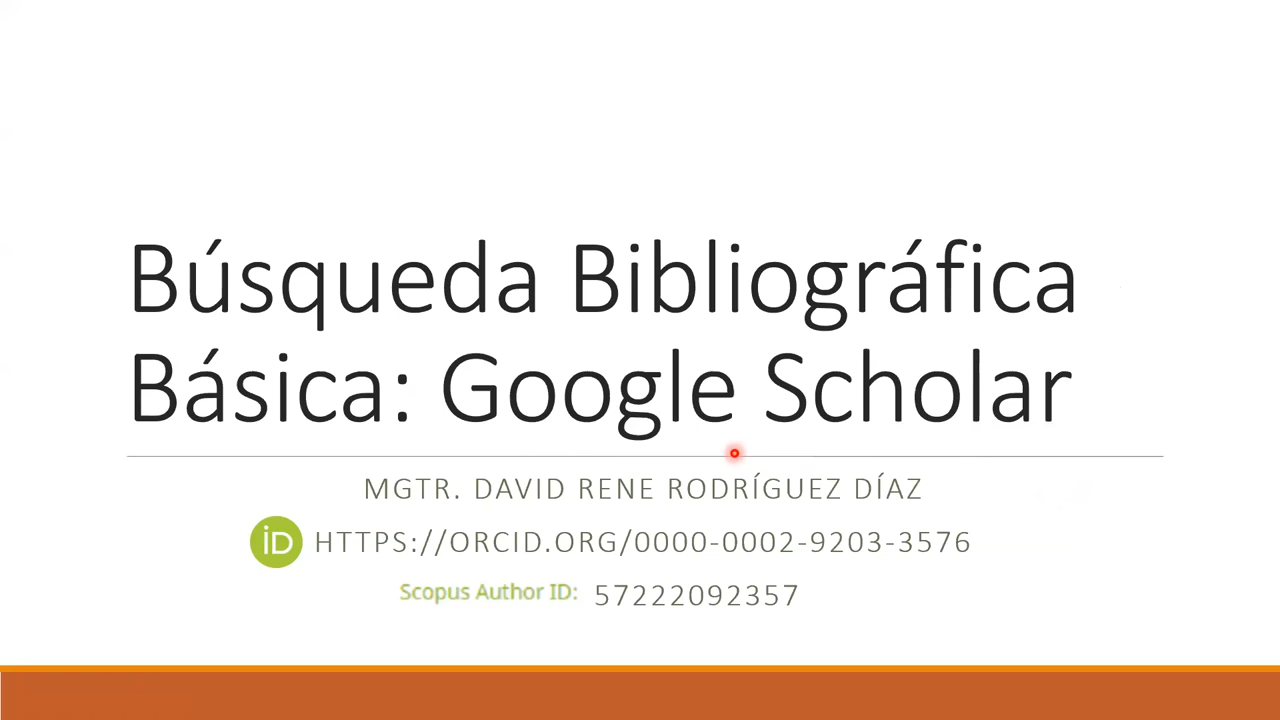 Búsqueda Bibliográfica
Básica: Google Scholar
MGTR. DAVID RENE RODRÍGUEZ DÍAZ
iD HTTPS://ORCID.ORG/0000-0002-9203-3576
Scopus Author ID: 57222092357